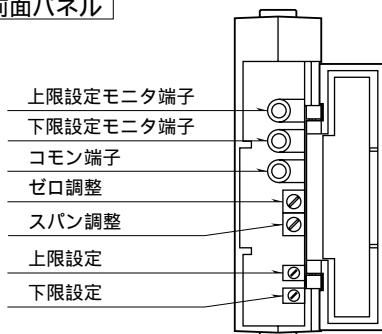 前面パネル
上限設定モニタ端子
下限設定モニタ端子
コモン端子
ゼロ調整
スパン調整
上限設定
下限設定